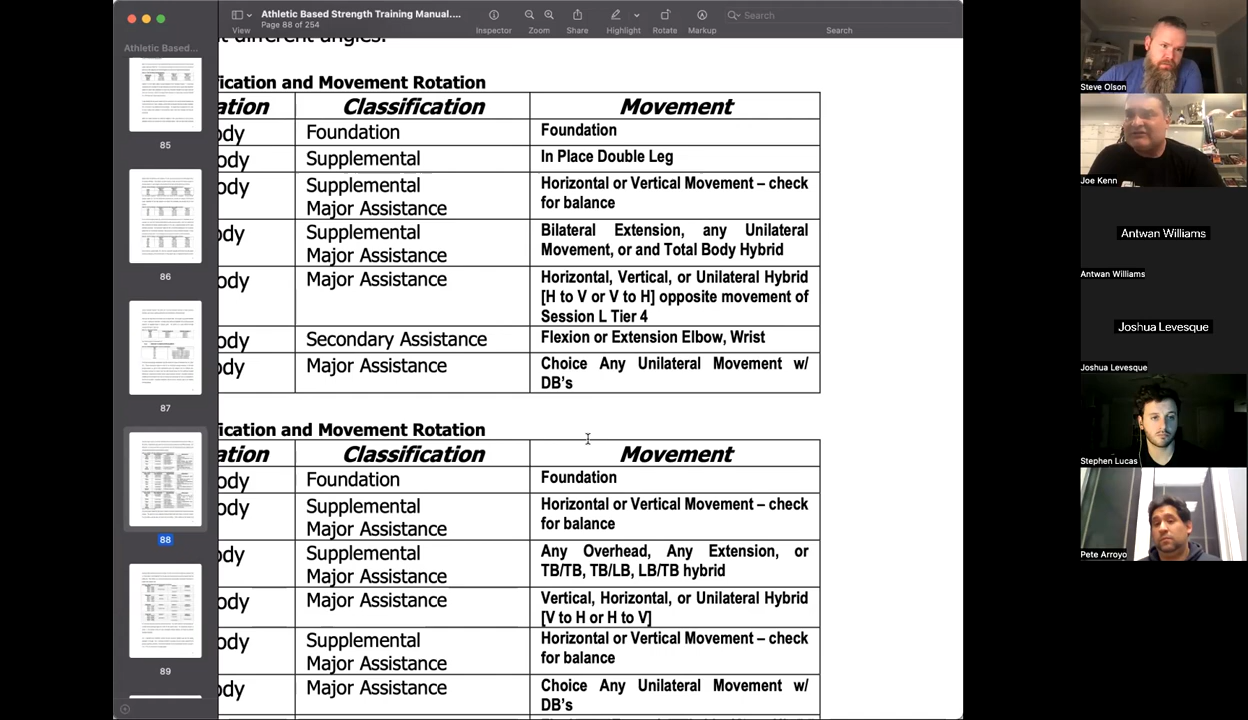 Athletic Based Strength Training Manual....
Page 88 of 254
View
Inspector
Zoom
Share
Highlight
Rotate
Markup
Search
Search
Athletic Based...
85
86
87
88
89
t different angles.
fication and Movement Rotation
ation Classification Movement
ody Foundation Foundation
ody Supplemental In Place Double Leg
ody Supplemental Horizontal or Vertical Movement – check
Major Assistance for balance
ody Supplemental Bilateral Extension, any Unilateral
Major Assistance Movement, or and Total Body Hybrid
ody Major Assistance Horizontal, Vertical, or Unilateral Hybrid
[H to V or V to H] opposite movement of
Session L Tier 4
ody Secondary Assistance Flexion or Extension Elbow, Wrist
ody Major Assistance Choice Any Unilateral Movement w/
DB's
fication and Movement Rotation
ation Classification Movement
ody Foundation Foundation
ody Supplemental Horizontal or Vertical Movement – check
Major Assistance for balance
ody Supplemental Any Overhead, Any Extension, or
Major Assistance TB/TB, TB/LB, LB/TB hybrid
ody Major Assistance Vertical, Horizontal, or Unilateral Hybrid
[V to H or H to V]
ody Supplemental Horizontal or Vertical Movement – check
Major Assistance for balance
ody Major Assistance Choice Any Unilateral Movement w/
DB's
Steve Olson
Joe Kenn
Antwan Williams
Antwan Williams
Joshua Levesque
Joshua Levesque
Stephen Lucas
Pete Arroyo